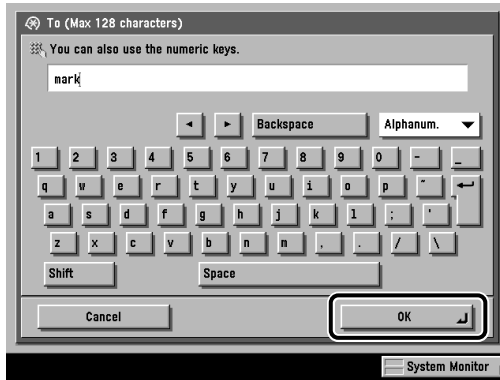 To (Max 128 characters)
You can also use the numeric keys.
mark
◄ ► Backspace Alphanum. ▼
1 2 3 4 5 6 7 8 9 0 - _
q w e r t y u i o p ~
a s d f g h j k l ; '
z x c v b n m , . / \
Shift Space
Cancel OK
System Monitor